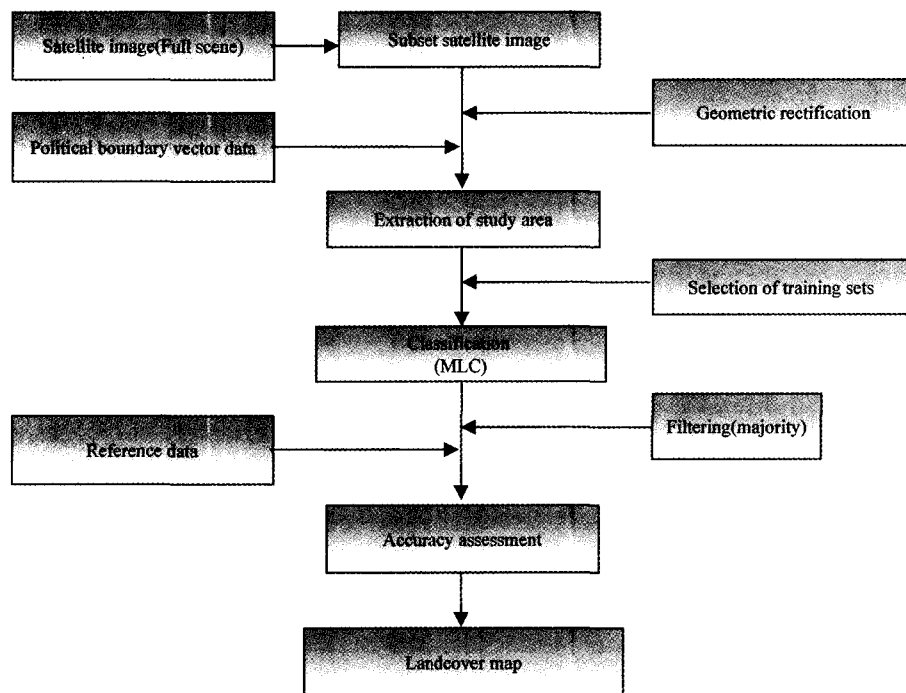 Satellite image(Full scene)
Subset satellite image
Geometric rectification
Political boundary vector data
Extraction of study area
Selection of training sets
Classification
(MLC)
Filtering(majority)
Reference data
Accuracy assessment
Landcover map